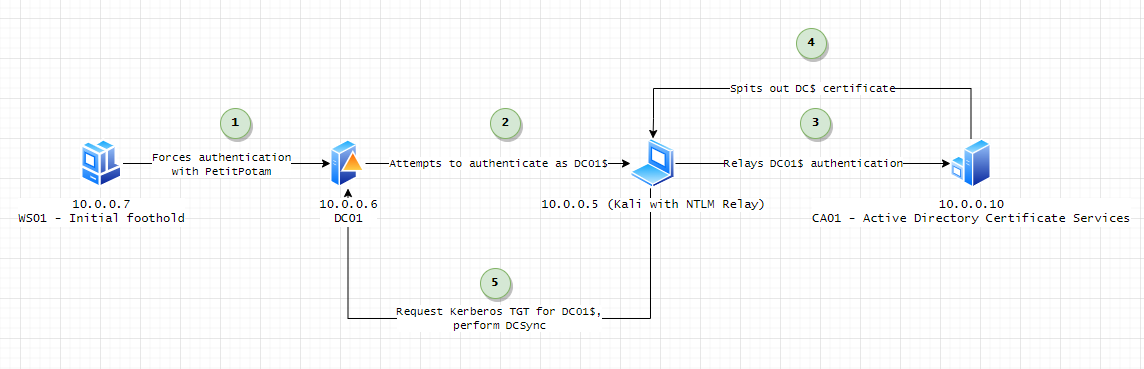 4
Spits out DC$ certificate
1
2
3
Forces authentication
with PetitPotam
Attempts to authenticate as DC01$
Relays DC01$ authentication
10.0.0.7
WS01 - Initial foothold
10.0.0.6
DC01
10.0.0.5 (Kali with NTLM Relay)
10.0.0.10
CA01 - Active Directory Certificate Services
5
Request Kerberos TGT for DC01$,
perform DCSync